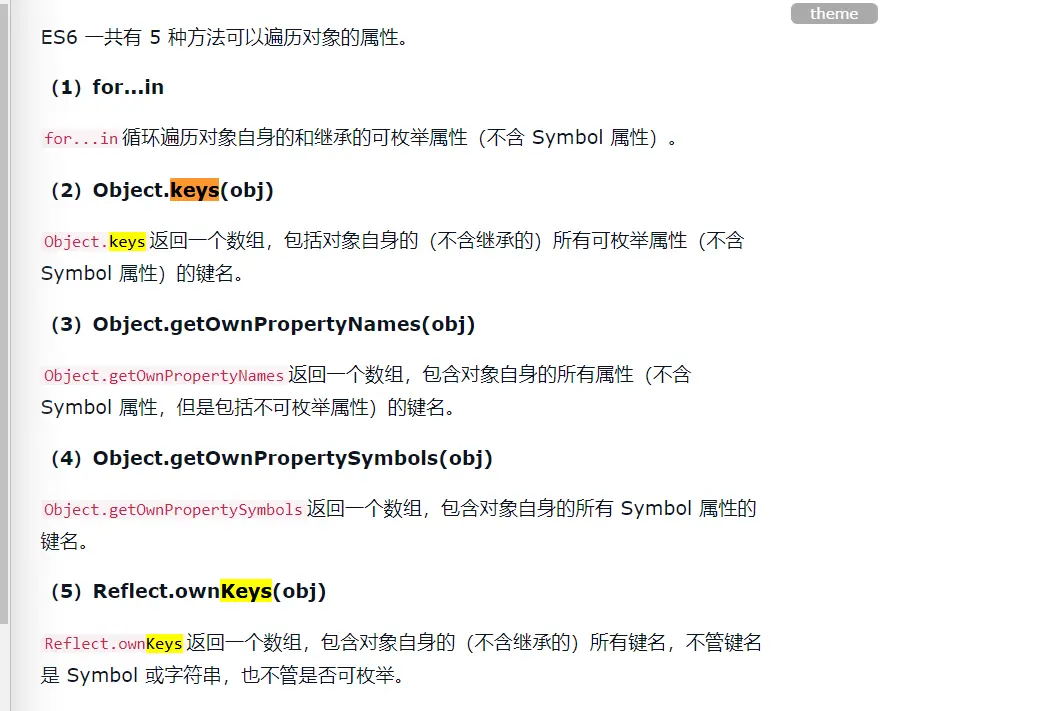 theme
ES6 一共有 5 种方法可以遍历对象的属性。
（1）for...in
for...in循环遍历对象自身的和继承的可枚举属性（不含 Symbol 属性）。
（2）Object.keys(obj)
Object.keys返回一个数组，包括对象自身的（不含继承的）所有可枚举属性（不含
Symbol 属性）的键名。
（3）Object.getOwnPropertyNames(obj)
Object.getOwnPropertyNames返回一个数组，包含对象自身的所有属性（不含
Symbol 属性，但是包括不可枚举属性）的键名。
（4）Object.getOwnPropertySymbols(obj)
Object.getOwnPropertySymbols返回一个数组，包含对象自身的所有 Symbol 属性的
键名。
（5）Reflect.ownKeys(obj)
Reflect.ownKeys返回一个数组，包含对象自身的（不含继承的）所有键名，不管键名
是 Symbol 或字符串，也不管是否可枚举。